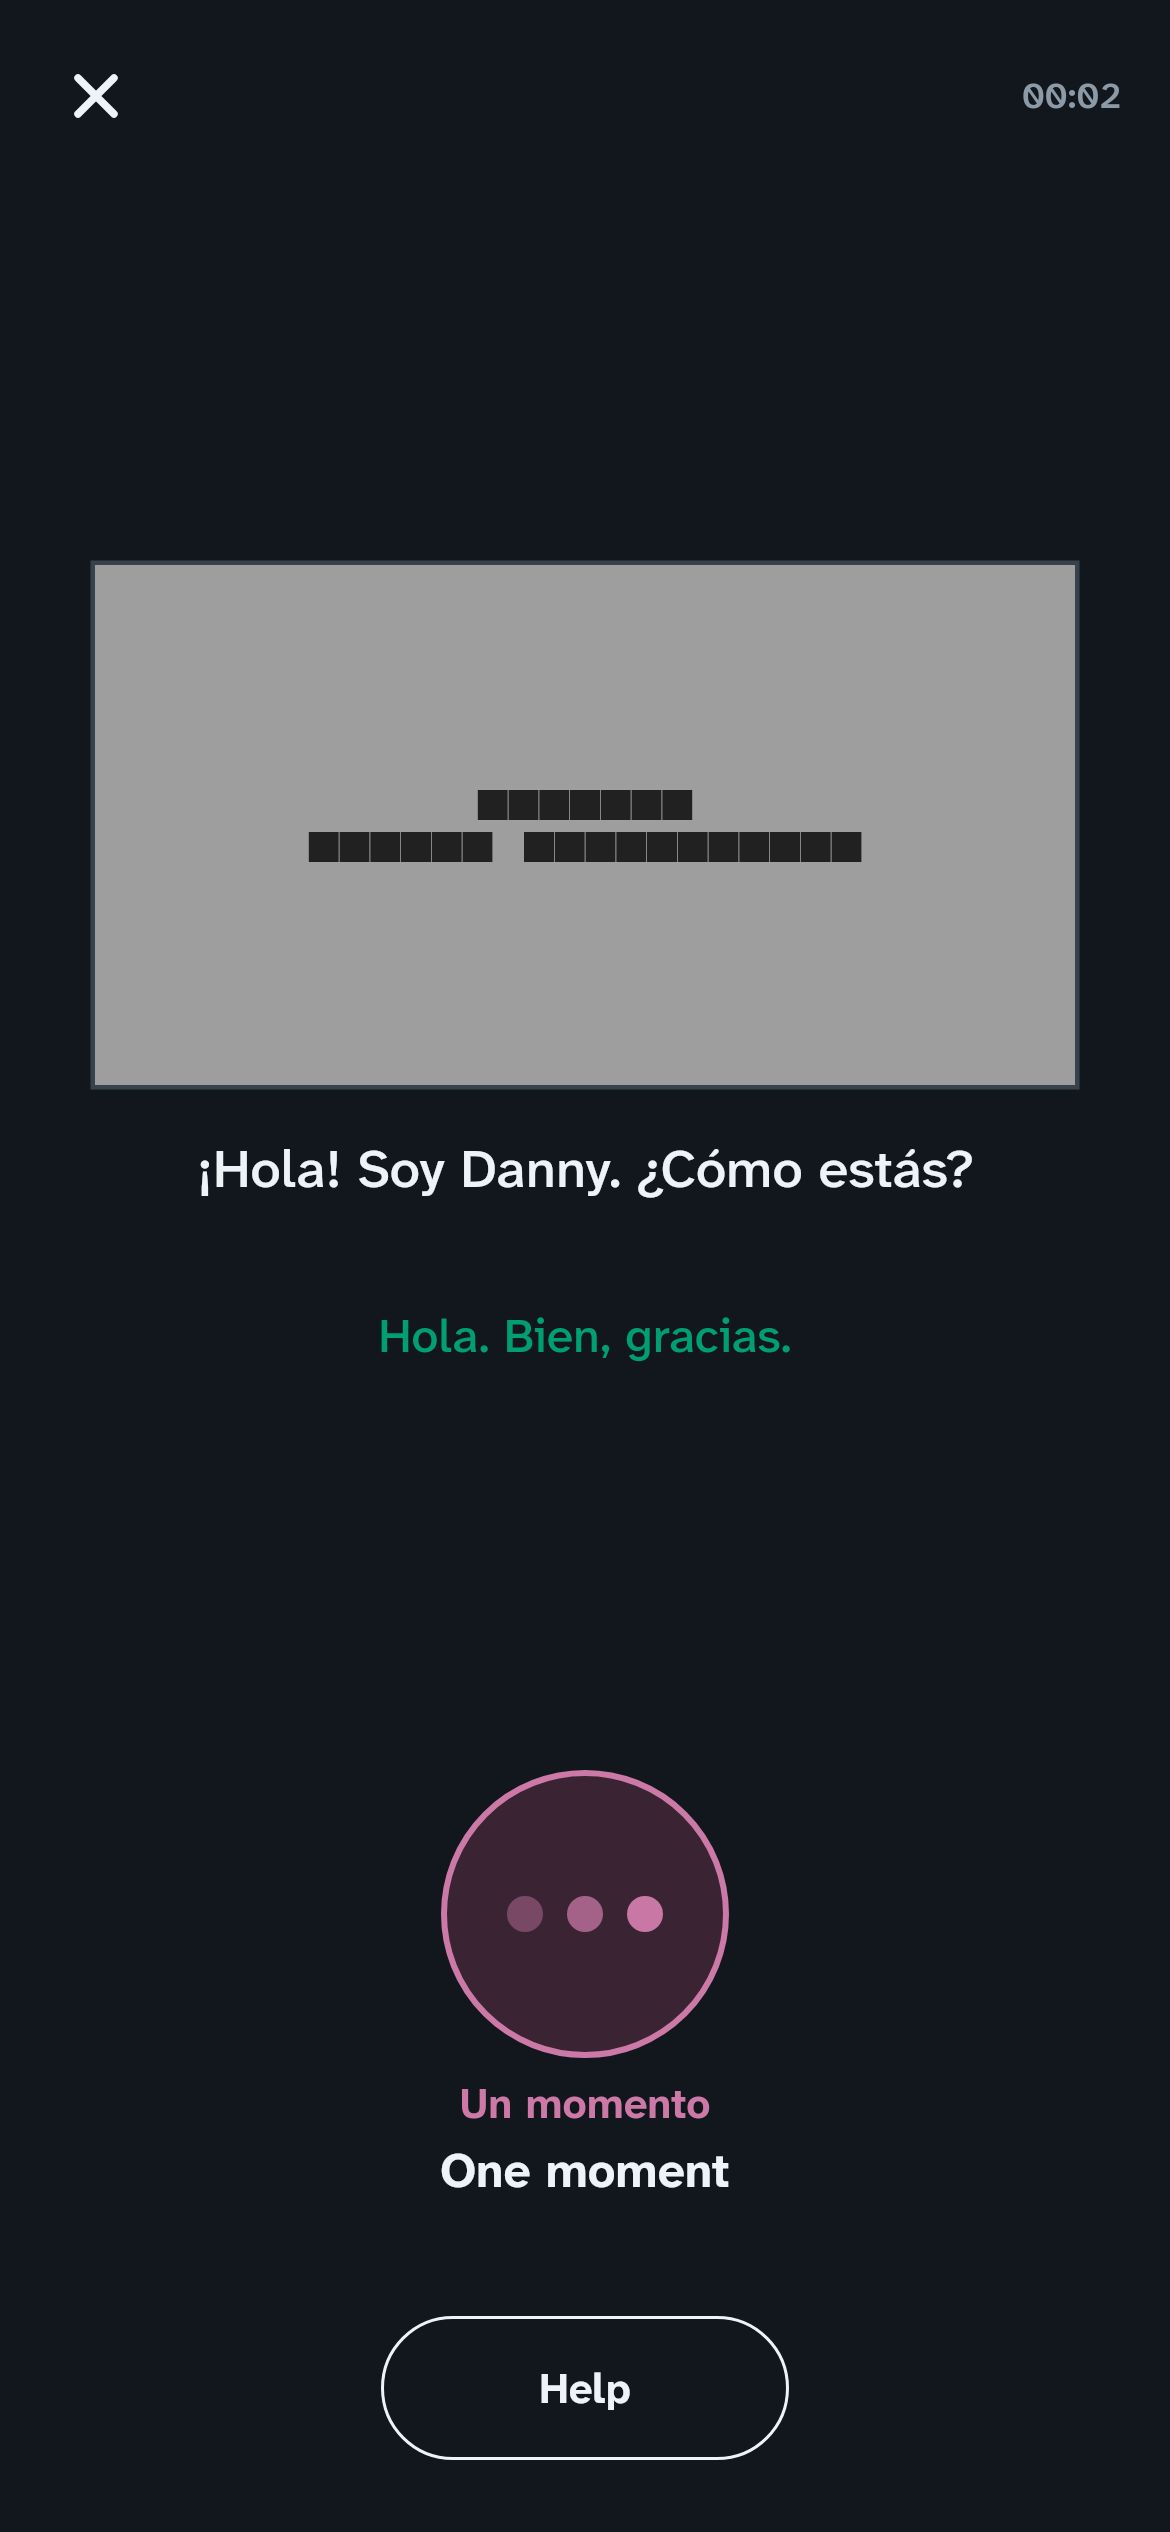 00:02
¡Hola! Soy Danny. ¿Cómo estás?
Hola. Bien, gracias.
Un momento
One moment
Help